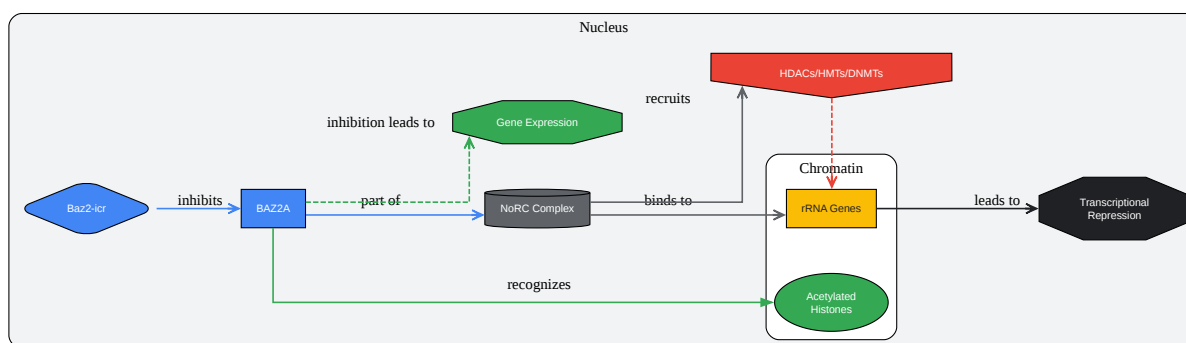 Nucleus
HDACs/HMTs/DNMTs
recruits
inhibition leads to
Gene Expression
Chromatin
Baz2-icr
inhibits
BAZ2A
part of
NoRC Complex
binds to
rRNA Genes
leads to
Transcriptional
Repression
recognizes
Acetylated
Histones